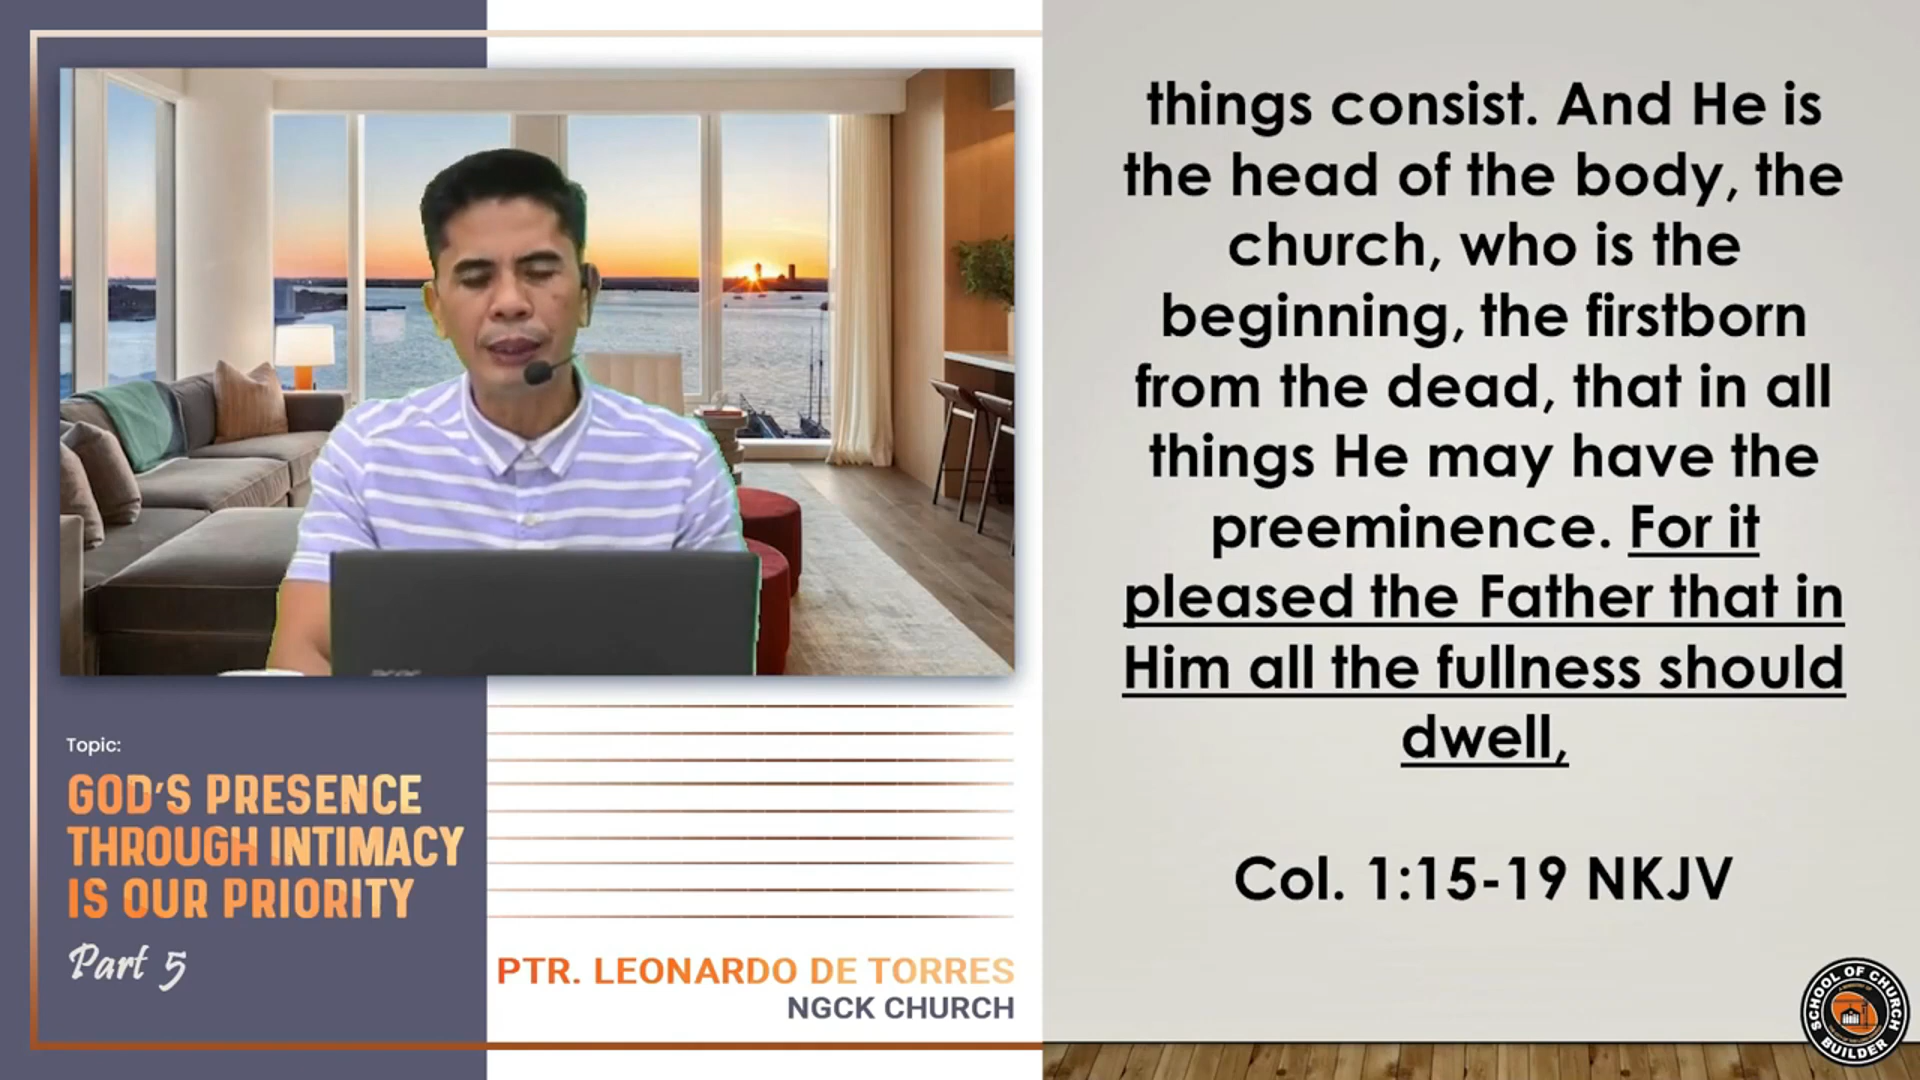 things consist. And He is
the head of the body, the
church, who is the
beginning, the firstborn
from the dead, that in all
things He may have the
preeminence. For it
pleased the Father that in
Him all the fullness should
dwell,
Col. 1:15-19 NKJV
Topic:
GOD'S PRESENCE
THROUGH INTIMACY
IS OUR PRIORITY
Part 5
PTR. LEONARDO DE TORRES
NGCK CHURCH
SCHOOL OF CHURCH
BUILDER